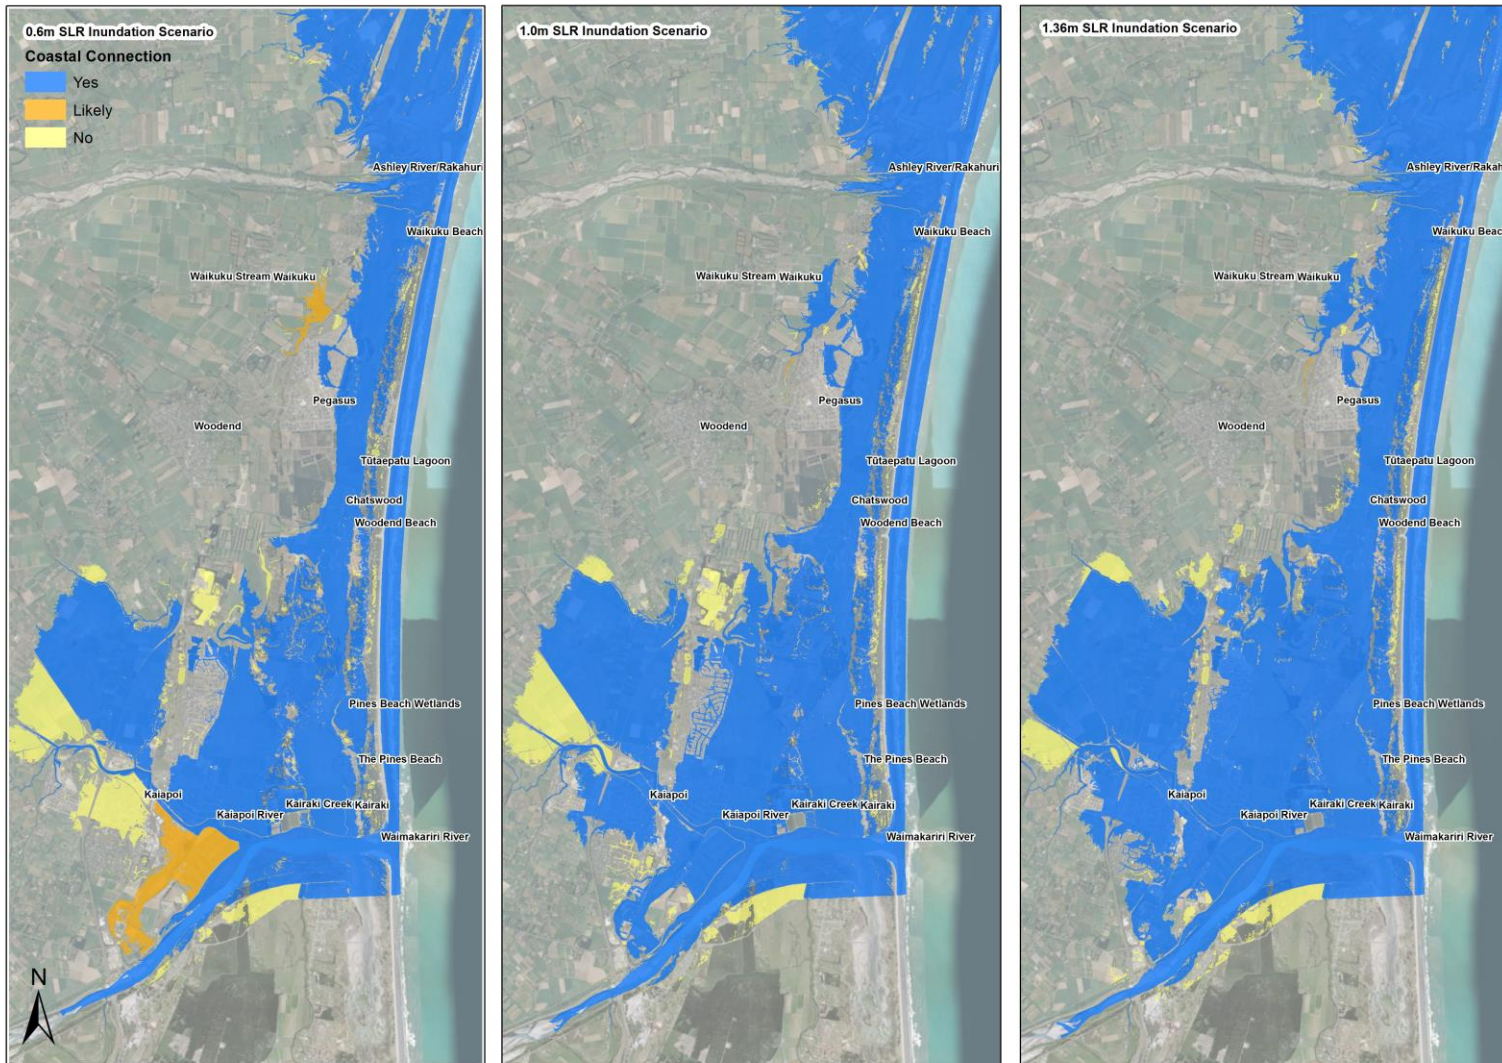 0.6m SLR Inundation Scenario
Coastal Connection
Yes
Likely
No
Ashley River/Rakahuri
Waikuku Beach
Waikuku Stream Waikuku
Pegasus
Woodend
Tūtaepatu Lagoon
Chatswood
Woodend Beach
Pines Beach Wetlands
The Pines Beach
Kaiapoi
Kairaki Creek Kairaki
Kaiapoi River
Waimakariri River
N
1.0m SLR Inundation Scenario
Ashley River/Rakahuri
Waikuku Beach
Waikuku Stream Waikuku
Pegasus
Woodend
Tūtaepatu Lagoon
Chatswood
Woodend Beach
Pines Beach Wetlands
The Pines Beach
Kaiapoi
Kairaki Creek Kairaki
Kaiapoi River
Waimakariri River
1.36m SLR Inundation Scenario
Ashley River/Rakah
Waikuku Beac
Waikuku Stream Waikuku
Pegasus
Woodend
Tūtaepatu Lagoon
Chatswood
Woodend Beach
Pines Beach Wetlands
The Pines Beach
Kaiapoi
Kairaki Creek Kairaki
Kaiapoi River
Waimakariri River